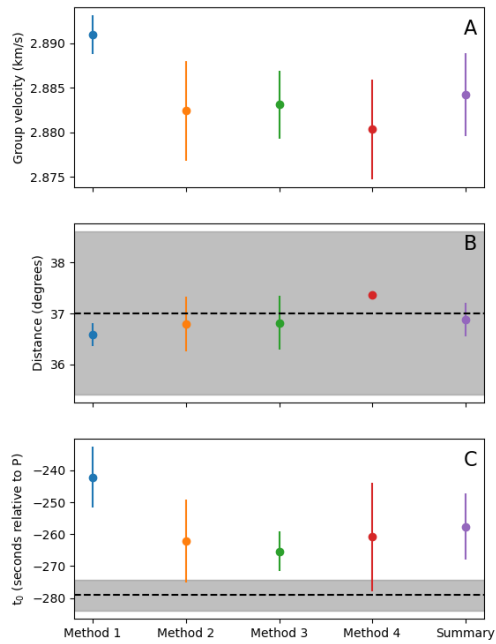 A
Group velocity (km/s)
2.890
2.885
2.880
2.875
B
Distance (degrees)
38
37
36
C
t₀ (seconds relative to P)
−240
−250
−260
−270
−280
Method 1 Method 2 Method 3 Method 4 Summary